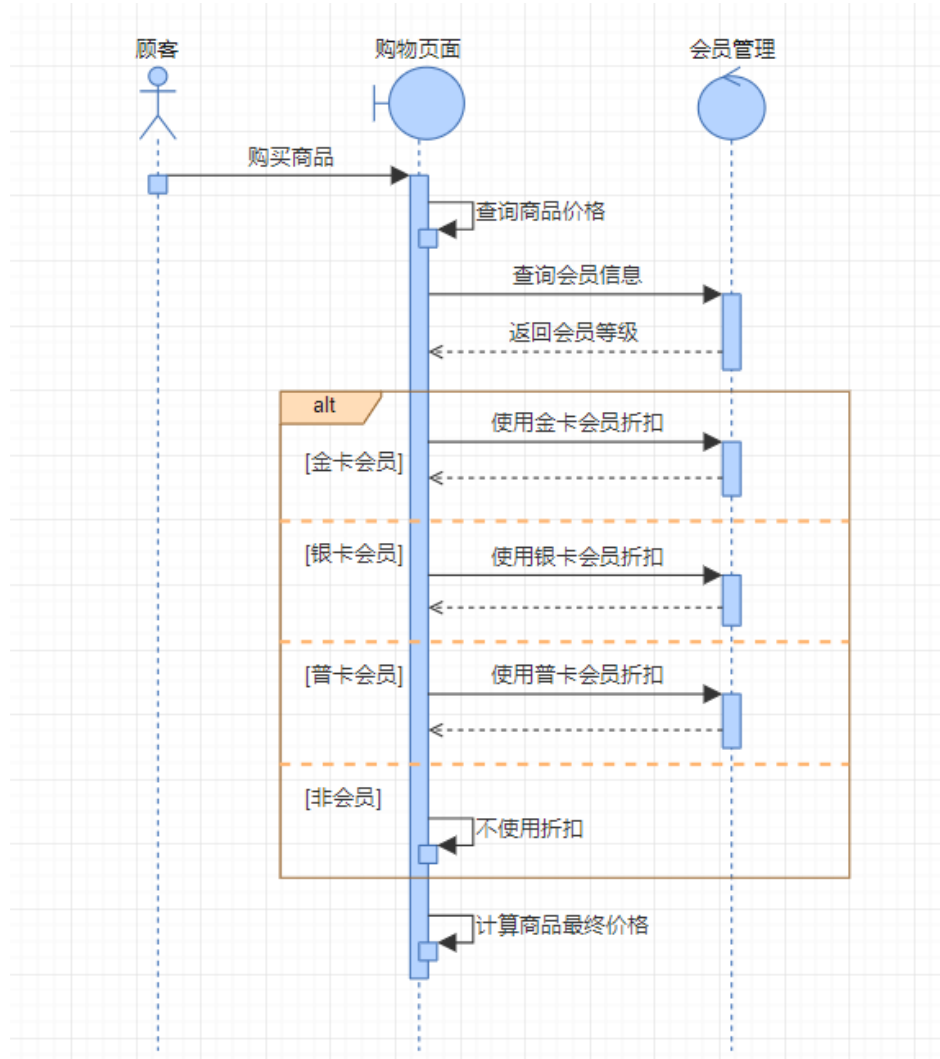 顾客
购物页面
会员管理
购买商品
查询商品价格
查询会员信息
返回会员等级
alt
使用金卡会员折扣
[金卡会员]
[银卡会员]
使用银卡会员折扣
[普卡会员]
使用普卡会员折扣
[非会员]
不使用折扣
计算商品最终价格